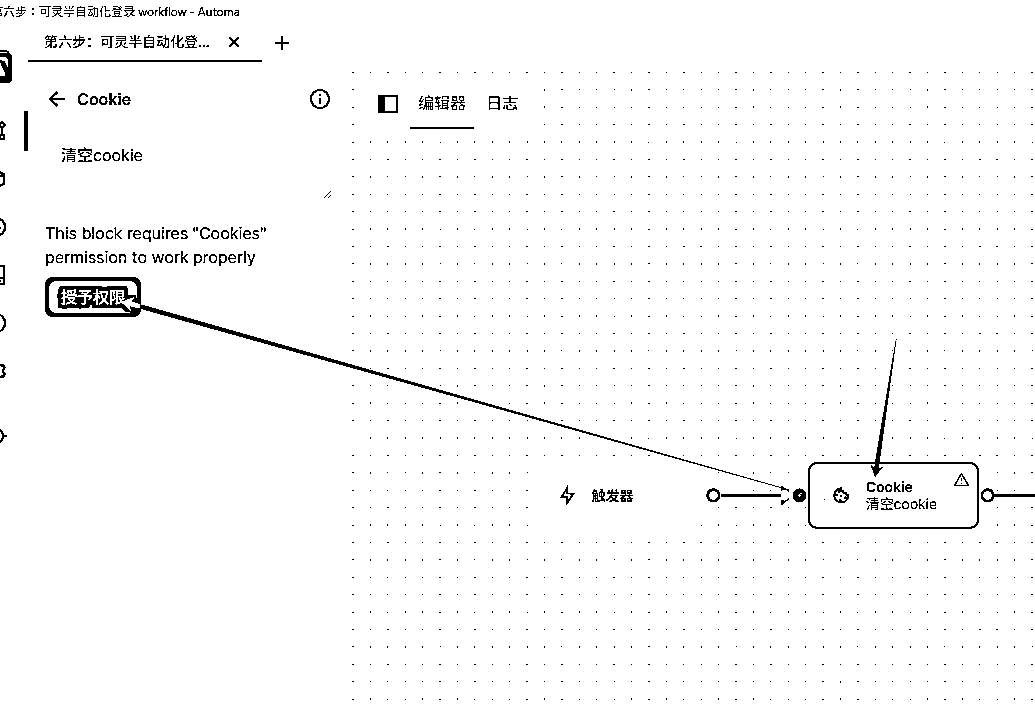 第六步：可灵半自动化登录 workflow - Automa
第六步：可灵半自动化登...
Cookie
编辑器 日志
清空cookie
This block requires "Cookies"
permission to work properly
授予权限
触发器
Cookie
清空cookie